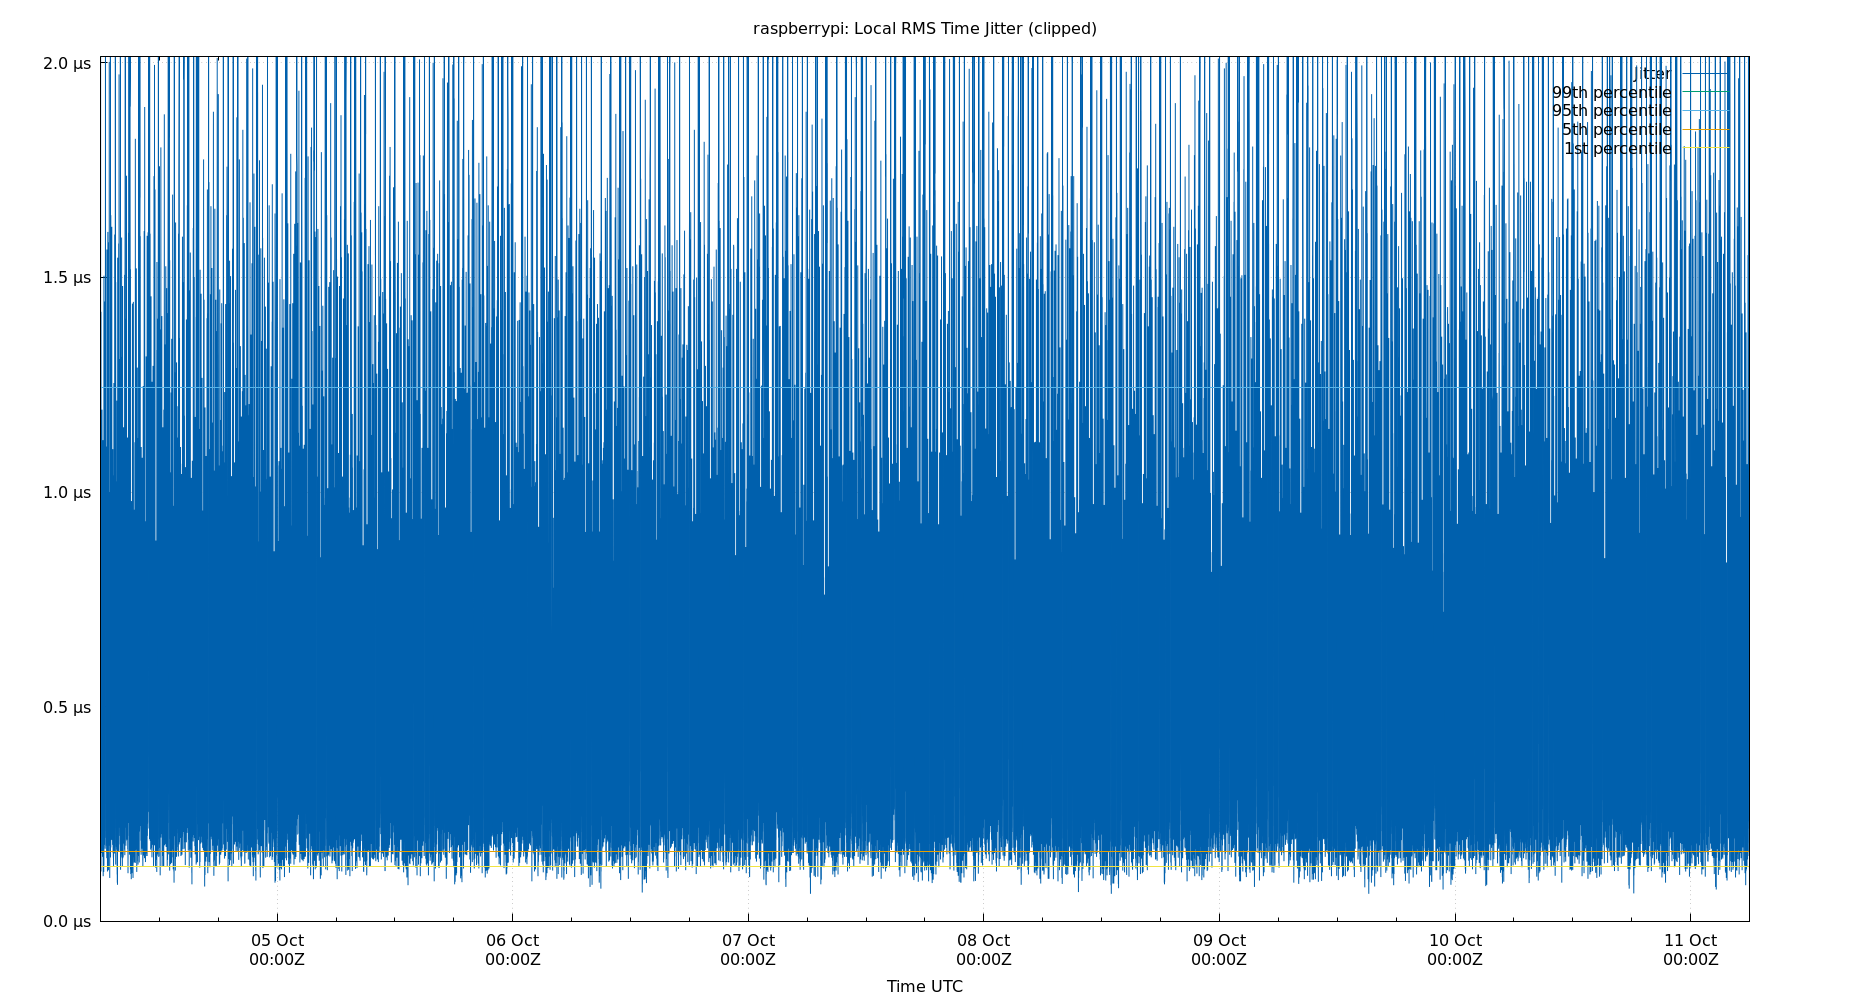 raspberrypi: Local RMS Time Jitter (clipped)
2.0 μs
Jitter
99th percentile
95th percentile
5th percentile
1st percentile
1.5 μs
1.0 μs
0.5 μs
0.0 μs
05 Oct 06 Oct 07 Oct 08 Oct 09 Oct 10 Oct 11 Oct
00:00Z 00:00Z 00:00Z 00:00Z 00:00Z 00:00Z 00:00Z
Time UTC